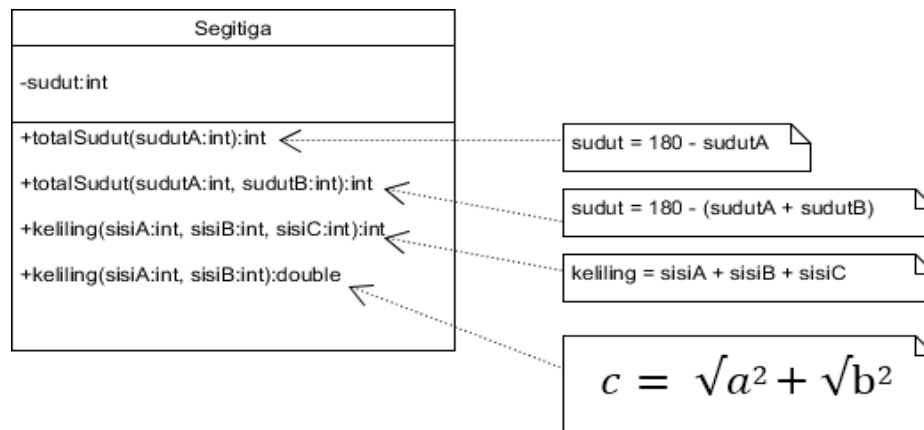 Segitiga
-sudut:int
+totalSudut(sudutA:int):int
+totalSudut(sudutA:int, sudutB:int):int
+keliling(sisiA:int, sisiB:int, sisiC:int):int
+keliling(sisiA:int, sisiB:int):double
sudut = 180 - sudutA
sudut = 180 - (sudutA + sudutB)
keliling = sisiA + sisiB + sisiC
c = √a² + √b²